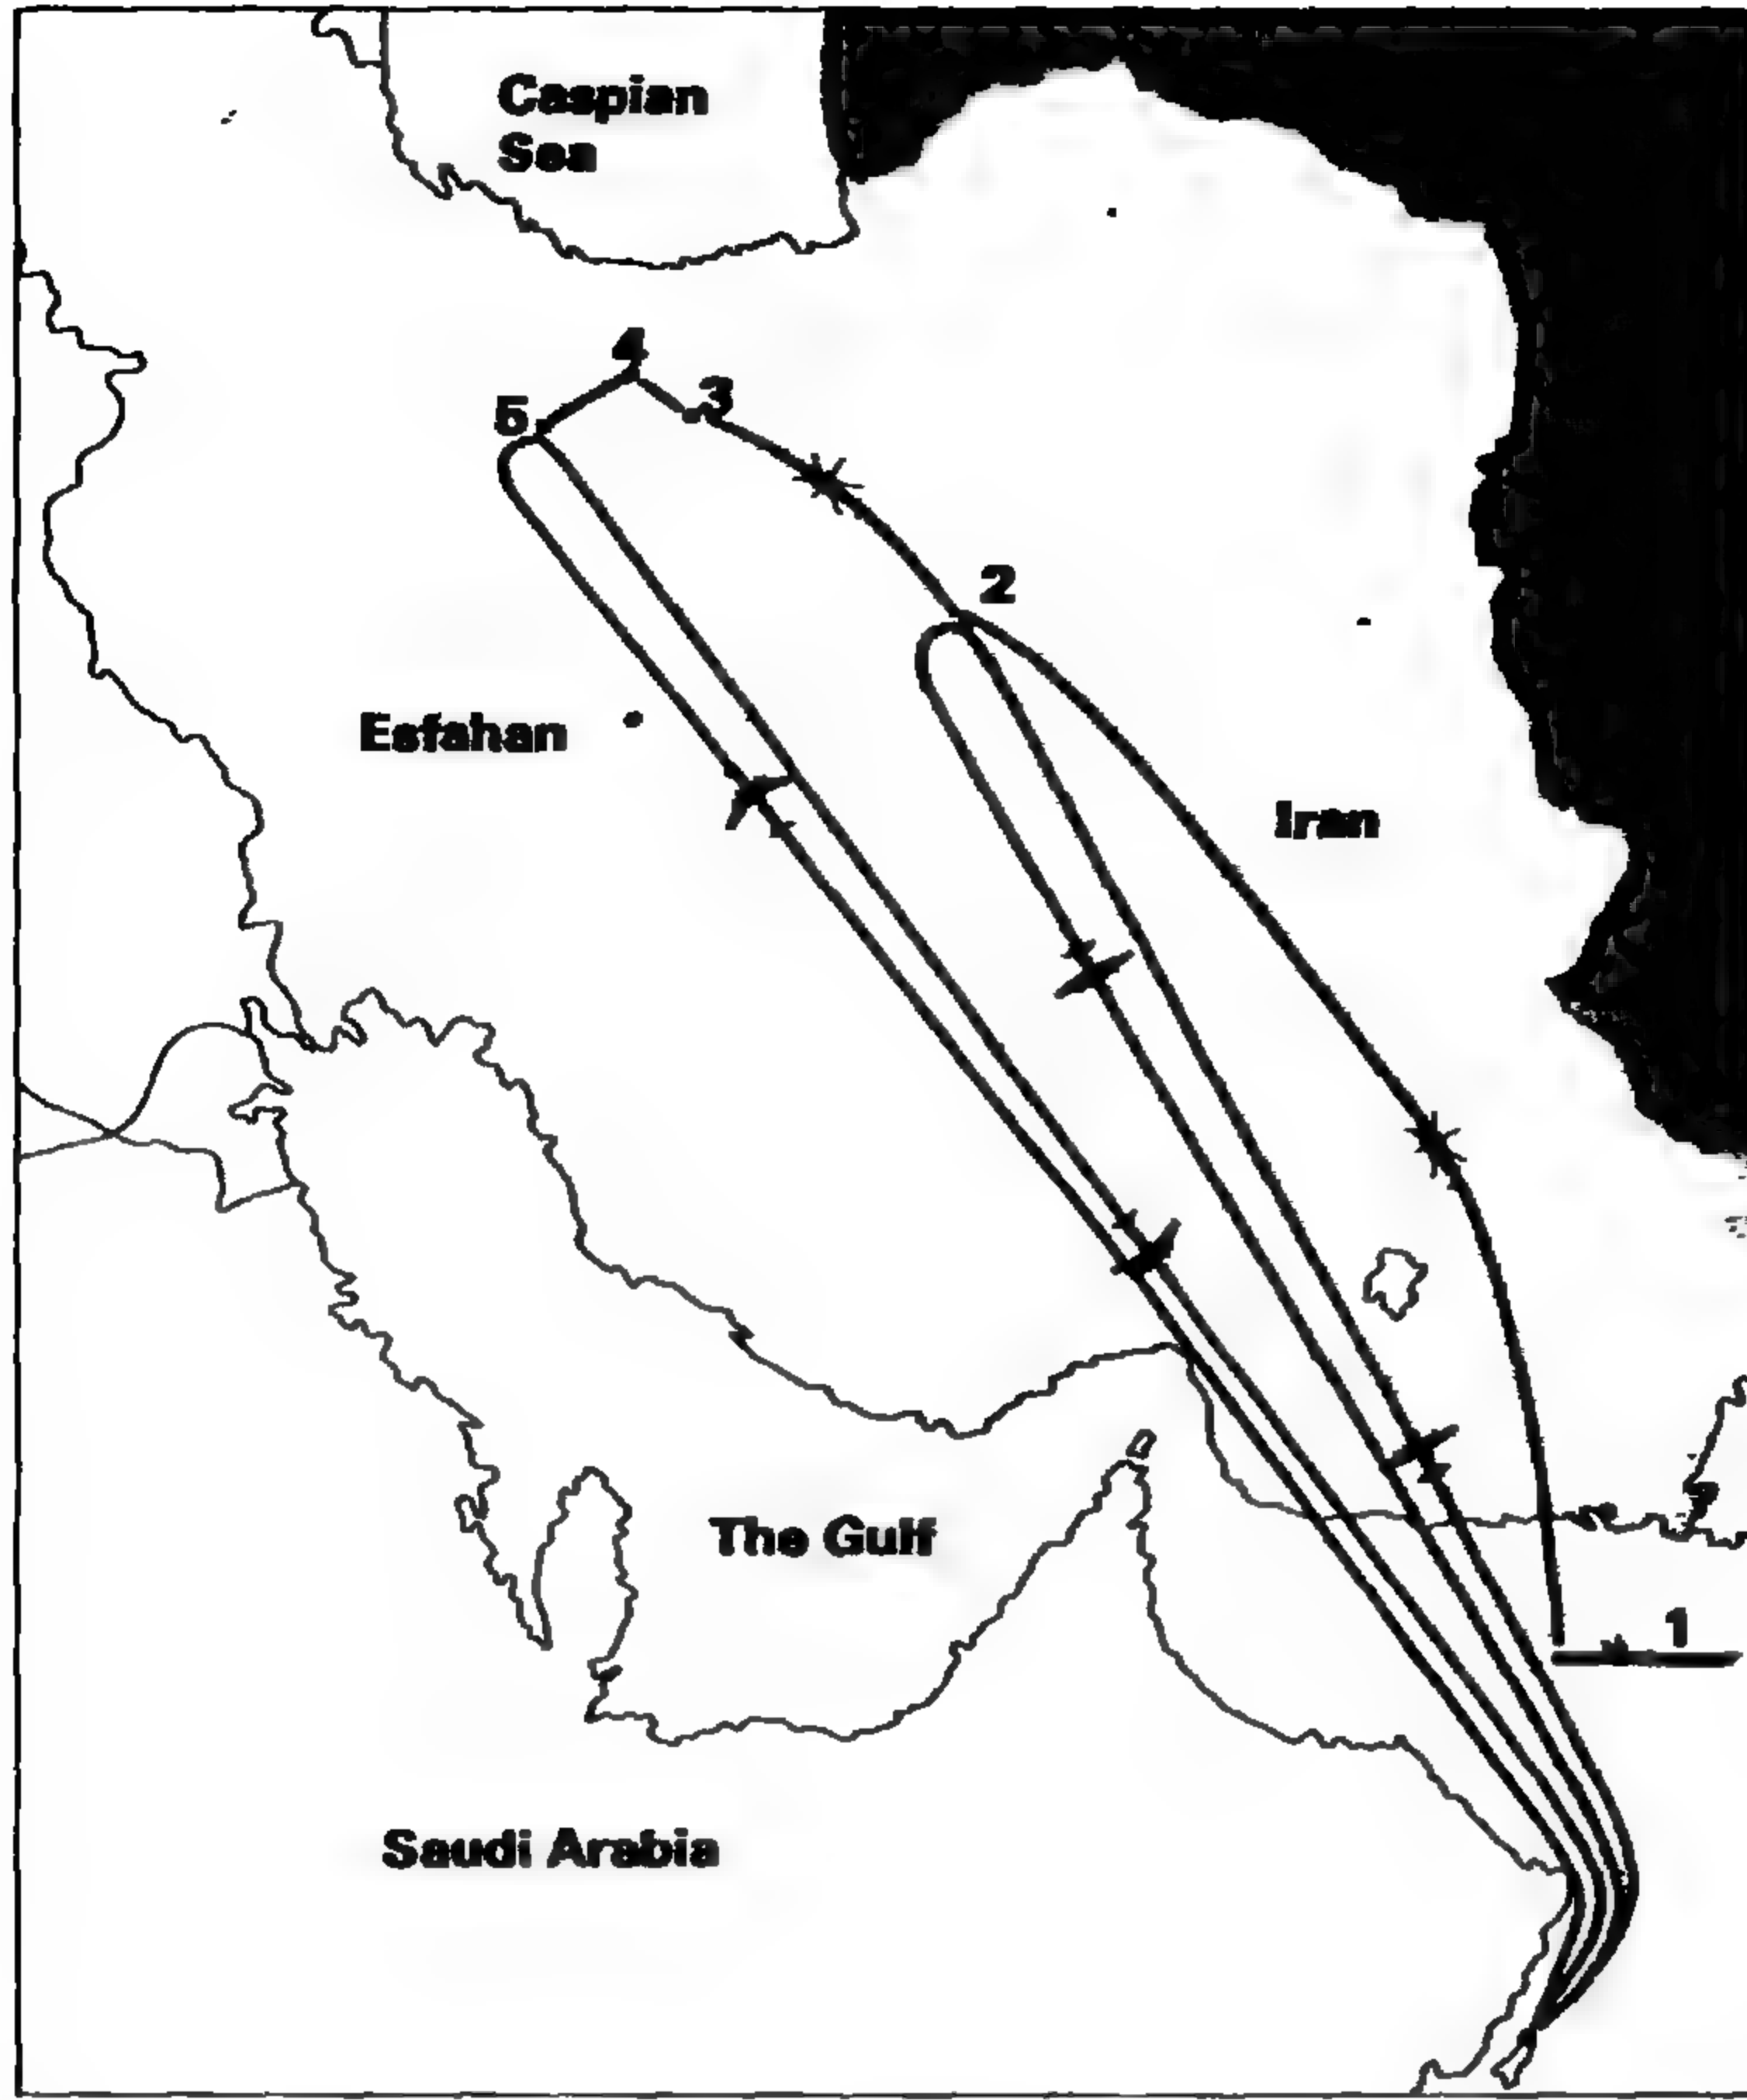 Caspian
Sea
4
3
5
2
Esfahan
Iran
The Gulf
1
Saudi Arabia